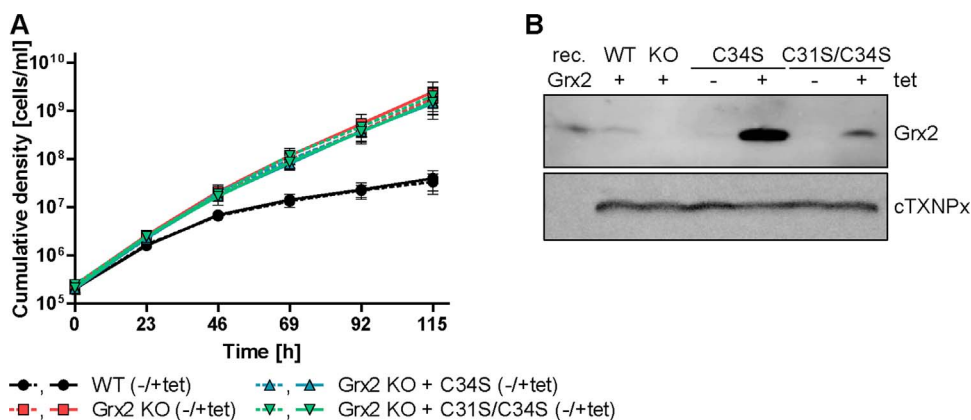 A
Cumulative density [cells/ml]
10^10
10^9
10^8
10^7
10^6
10^5
0 23 46 69 92 115
Time [h]
WT (-/+tet)
Grx2 KO (-/+tet)
Grx2 KO + C34S (-/+tet)
Grx2 KO + C31S/C34S (-/+tet)
B
rec. WT KO C34S C31S/C34S
Grx2 + + - + - + tet
Grx2
cTXNPx